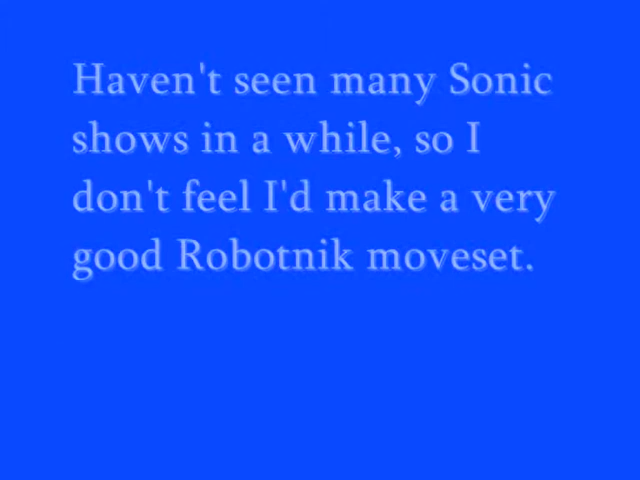 Haven't seen many Sonic
shows in a while, so I
don't feel I'd make a very
good Robotnik moveset.